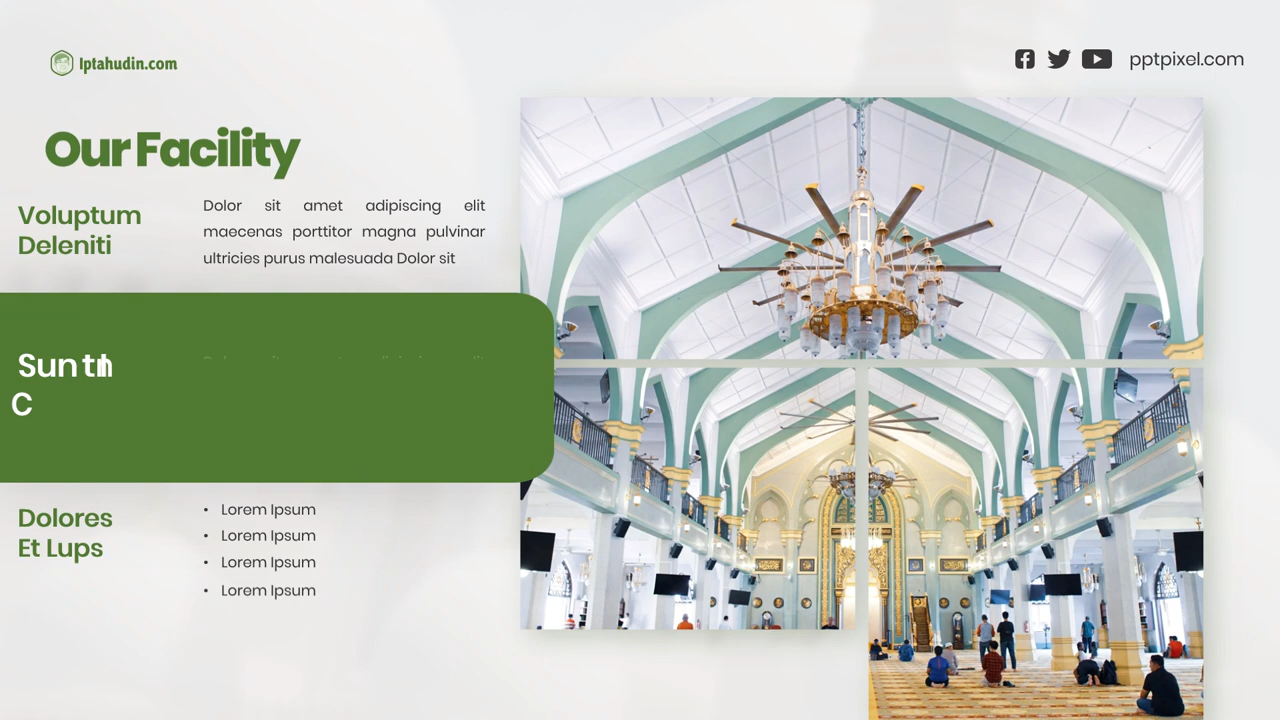 Iptahudin.com
pptpixel.com
Our Facility
Voluptum
Deleniti
Dolor sit amet adipiscing elit
maecenas porttitor magna pulvinar
ultricies purus malesuada Dolor sit
Dolores
Et Lups
• Lorem Ipsum
• Lorem Ipsum
• Lorem Ipsum
• Lorem Ipsum